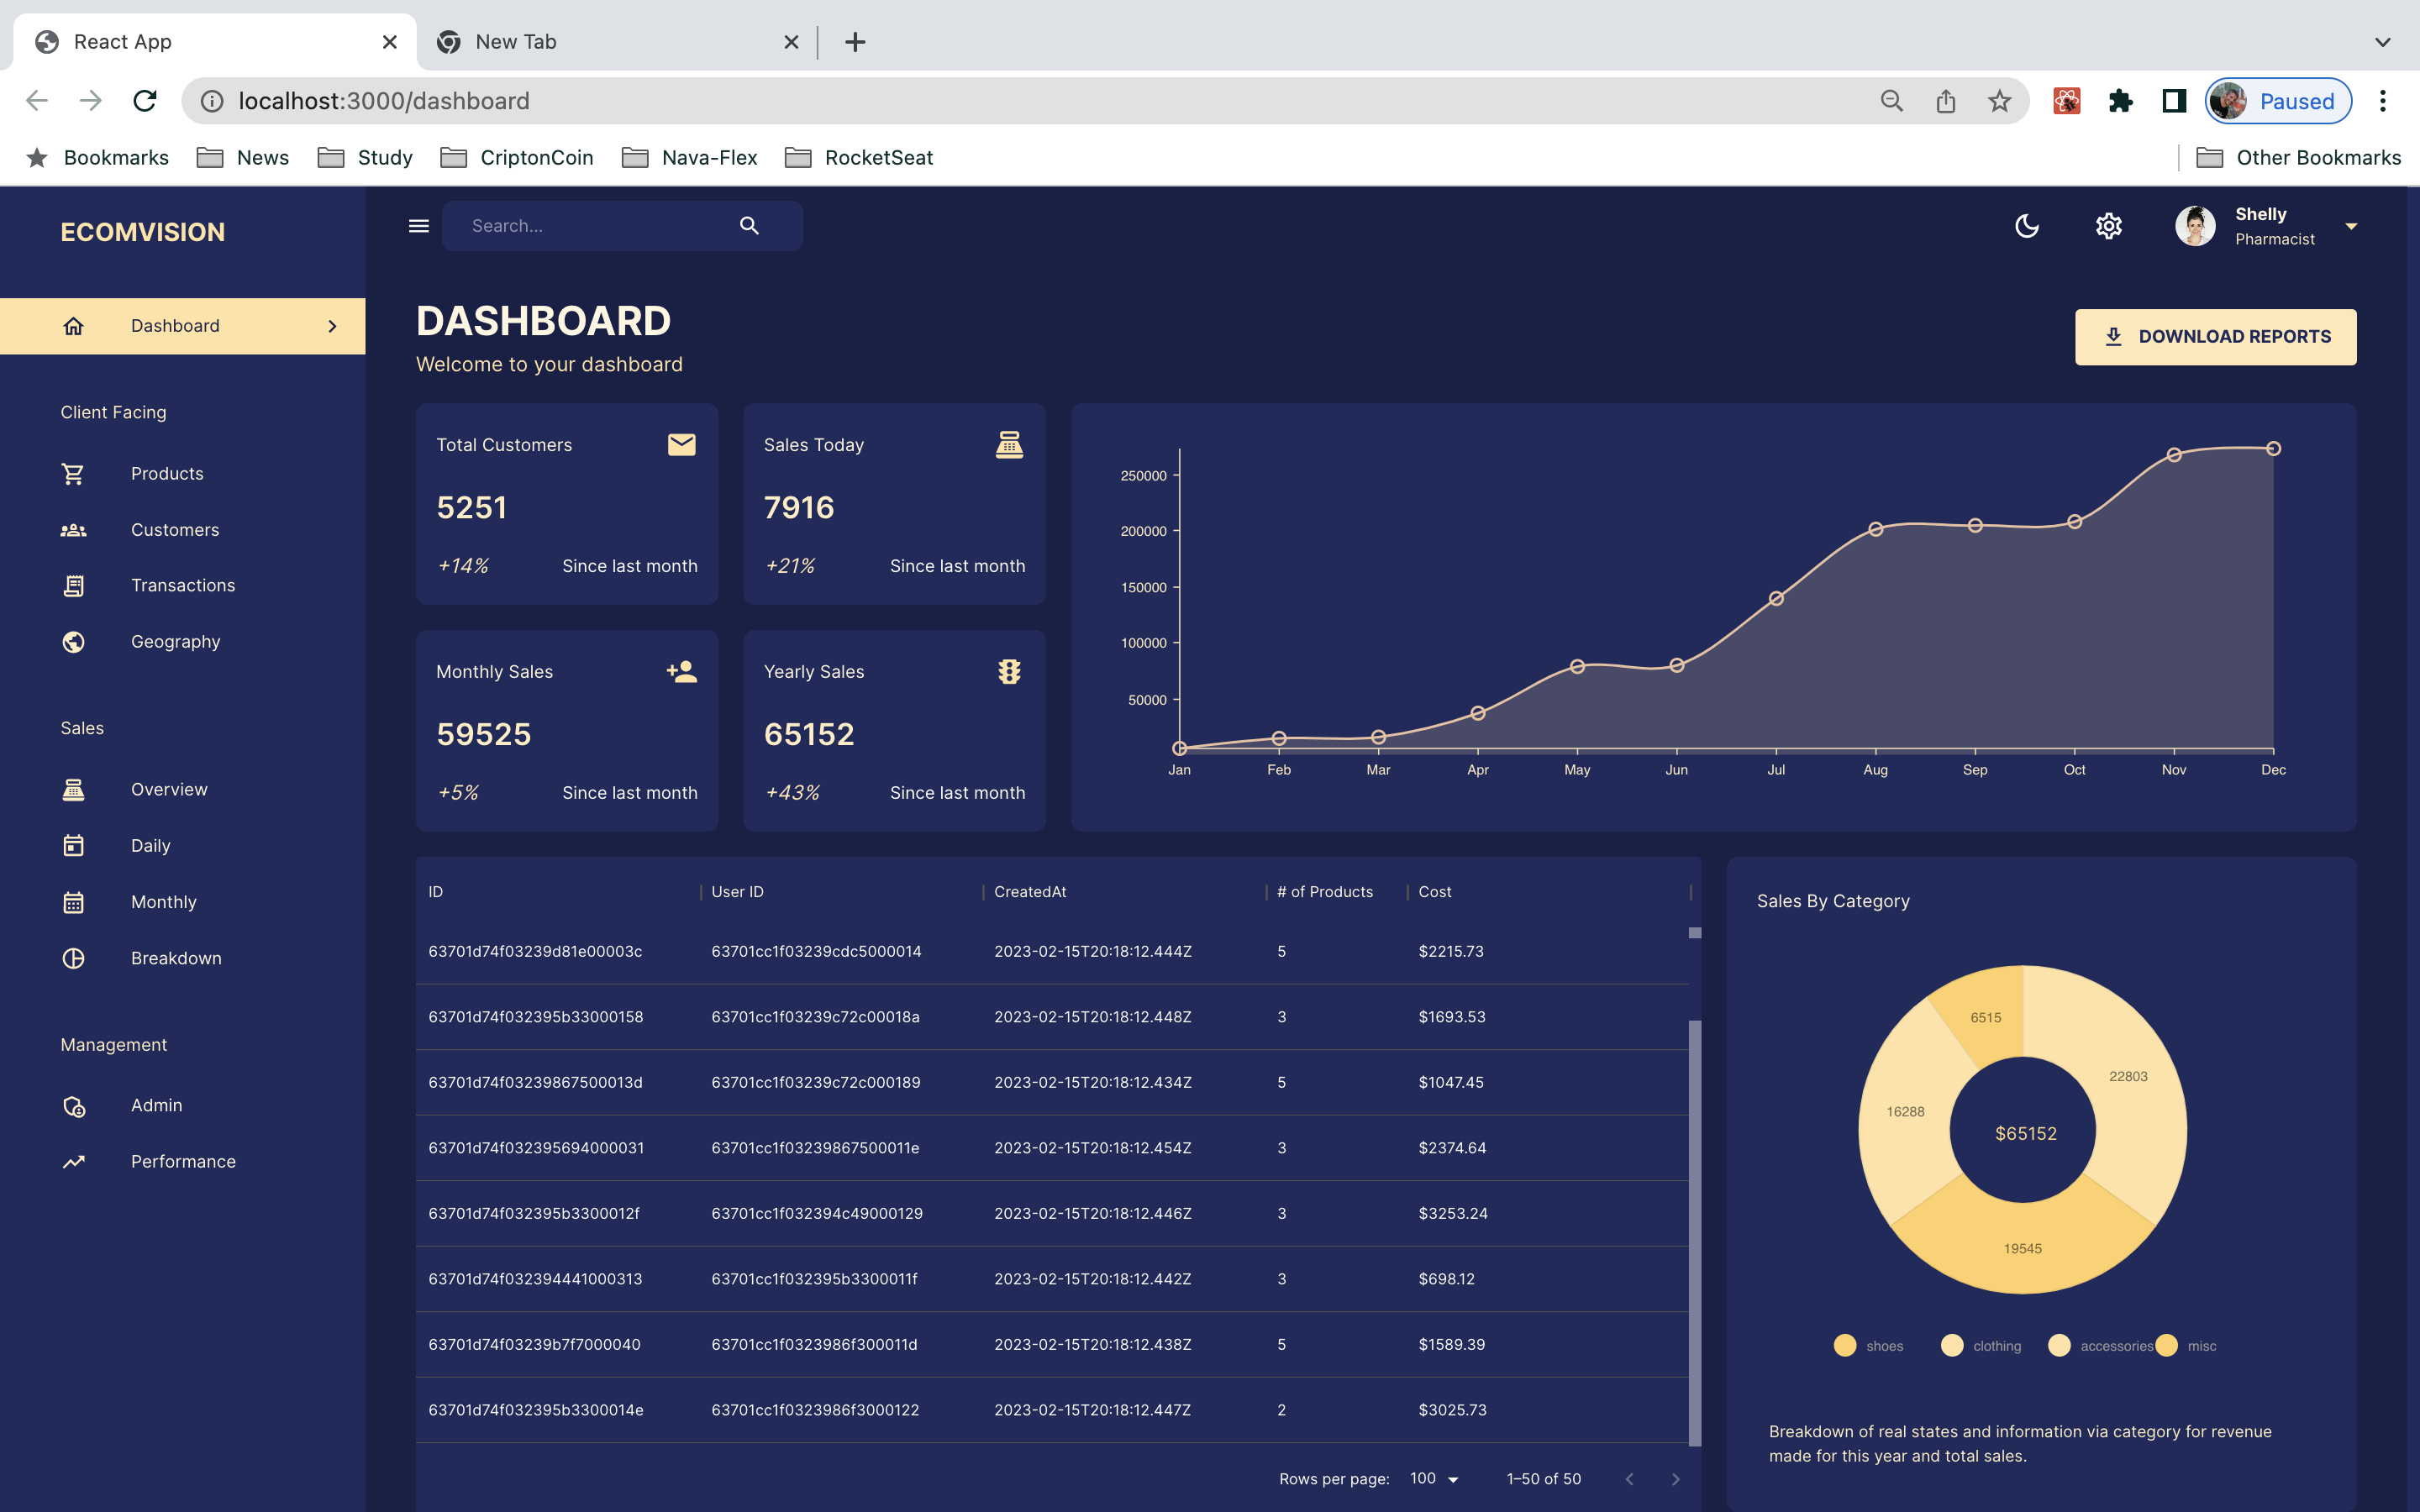 React App
New Tab
localhost:3000/dashboard
Paused
Bookmarks
News
Study
CriptonCoin
Nava-Flex
RocketSeat
Other Bookmarks
ECOMVISION
Search...
Shelly
Pharmacist
Dashboard
Client Facing
Products
Customers
Transactions
Geography
Sales
Overview
Daily
Monthly
Breakdown
Management
Admin
Performance
DASHBOARD
Welcome to your dashboard
DOWNLOAD REPORTS
Total Customers
5251
+14% Since last month
Sales Today
7916
+21% Since last month
Monthly Sales
59525
+5% Since last month
Yearly Sales
65152
+43% Since last month
250000
200000
150000
100000
50000
Jan Feb Mar Apr May Jun Jul Aug Sep Oct Nov Dec
ID User ID CreatedAt # of Products Cost
63701d74f03239d81e00003c 63701cc1f03239cdc5000014 2023-02-15T20:18:12.444Z 5 $2215.73
63701d74f032395b33000158 63701cc1f03239c72c00018a 2023-02-15T20:18:12.448Z 3 $1693.53
63701d74f03239867500013d 63701cc1f03239c72c000189 2023-02-15T20:18:12.434Z 5 $1047.45
63701d74f032395694000031 63701cc1f03239867500011e 2023-02-15T20:18:12.454Z 3 $2374.64
63701d74f032395b3300012f 63701cc1f032394c49000129 2023-02-15T20:18:12.446Z 3 $3253.24
63701d74f032394441000313 63701cc1f032395b3300011f 2023-02-15T20:18:12.442Z 3 $698.12
63701d74f03239b7f7000040 63701cc1f0323986f300011d 2023-02-15T20:18:12.438Z 5 $1589.39
63701d74f032395b3300014e 63701cc1f0323986f3000122 2023-02-15T20:18:12.447Z 2 $3025.73
Rows per page: 100 1–50 of 50
Sales By Category
6515
22803
16288
$65152
19545
shoes clothing accessories misc
Breakdown of real states and information via category for revenue
made for this year and total sales.